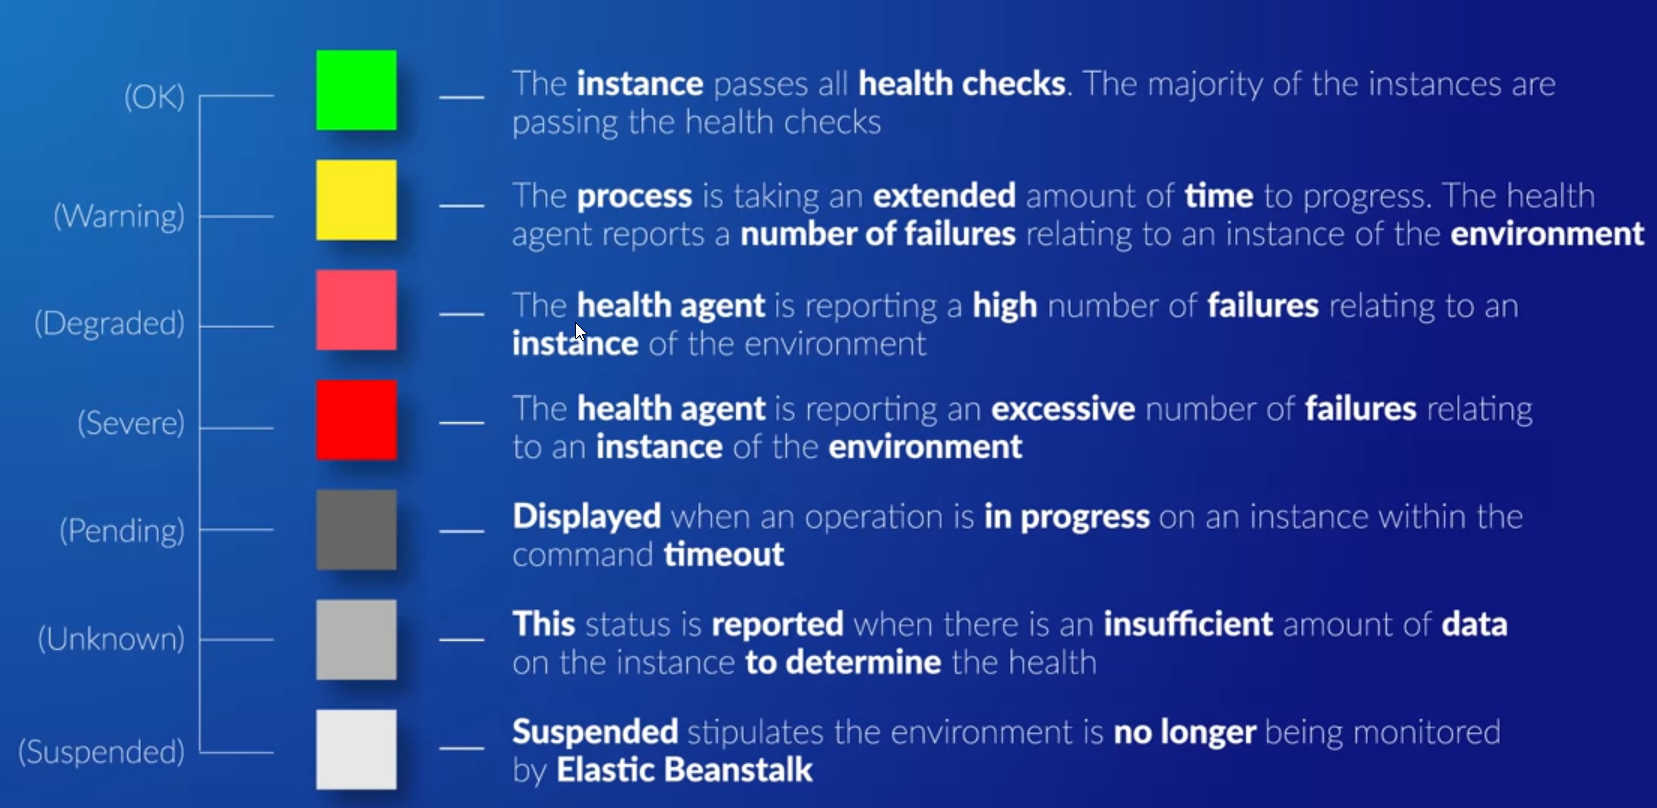 (OK)
The instance passes all health checks. The majority of the instances are
passing the health checks
(Warning)
The process is taking an extended amount of time to progress. The health
agent reports a number of failures relating to an instance of the environment
(Degraded)
The health agent is reporting a high number of failures relating to an
instance of the environment
(Severe)
The health agent is reporting an excessive number of failures relating
to an instance of the environment
(Pending)
Displayed when an operation is in progress on an instance within the
command timeout
(Unknown)
This status is reported when there is an insufficient amount of data
on the instance to determine the health
(Suspended)
Suspended stipulates the environment is no longer being monitored
by Elastic Beanstalk